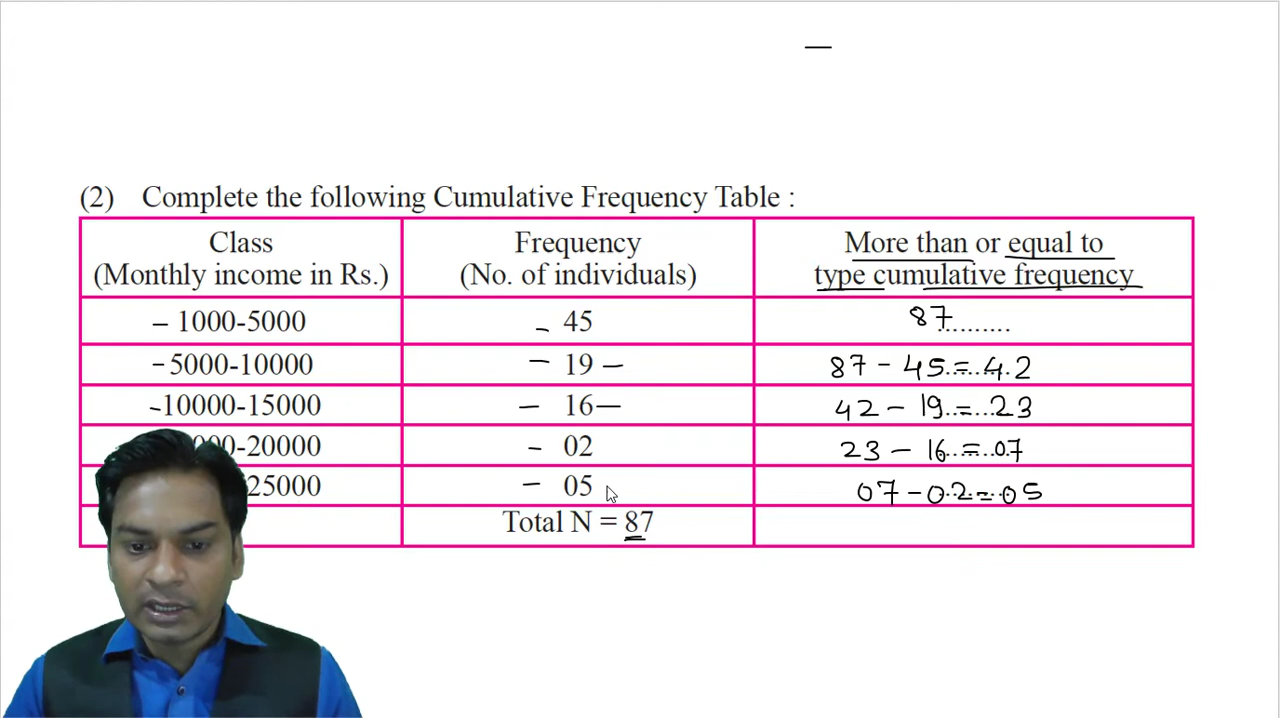 (2) Complete the following Cumulative Frequency Table :
Class
(Monthly income in Rs.)
Frequency
(No. of individuals)
More than or equal to
type cumulative frequency
1000-5000 45 87..........
5000-10000 19 87 - 45 = 42
10000-15000 16 42 - 19 = 23
000-20000 02 23 - 16 = 07
25000 05 07 - 02 = 05
Total N = 87